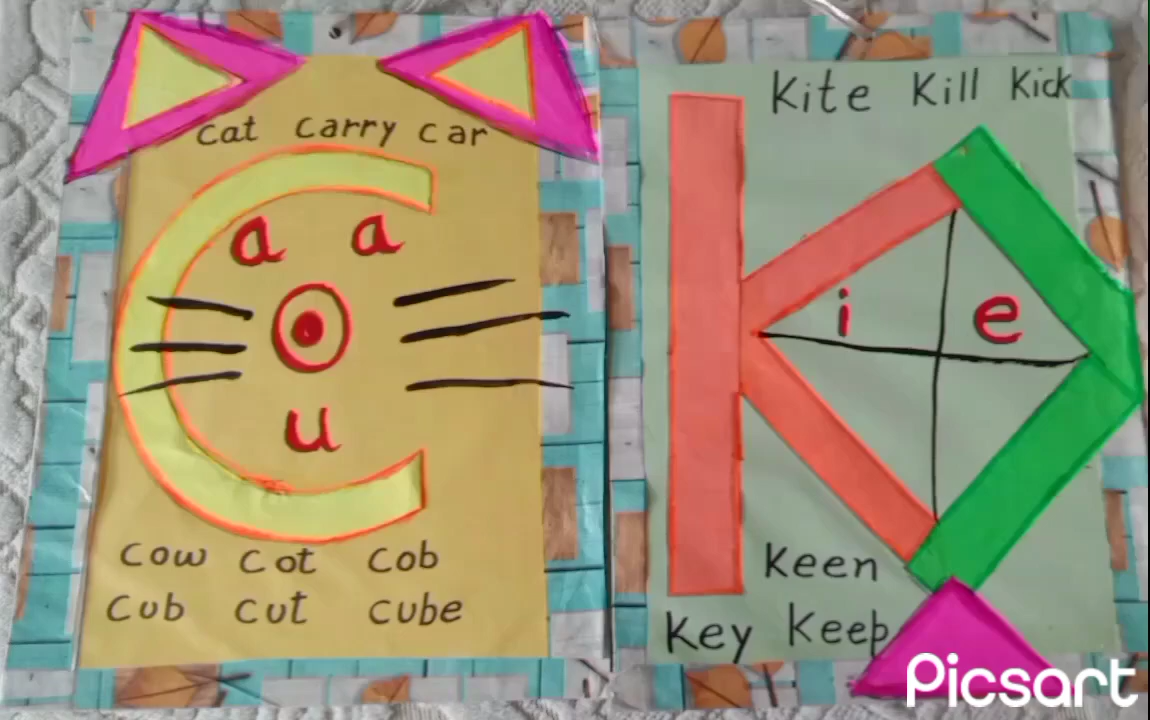 cat carry car
C
a a
o
u
cow cot cob
cub cut cube
Kite Kill Kick
K
i e
Keen
Key Keep
Picsart